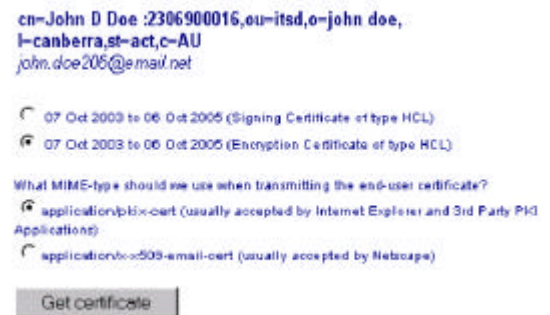 cn=John D Doe :2306900016,ou=itsd,o=john doe,
l=canberra,st=act,c=AU
john.doe206@email.net
07 Oct 2003 to 06 Oct 2005 (Signing Certificate of type HCL)
07 Oct 2003 to 06 Oct 2005 (Encryption Certificate of type HCL)
What MIME-type should we use when transmitting the end-user certificate?
application/pkix-cert (usually accepted by Internet Explorer and 3rd Party PKI
Applications)
application/x-x509-email-cert (usually accepted by Netscape)
Get certificate